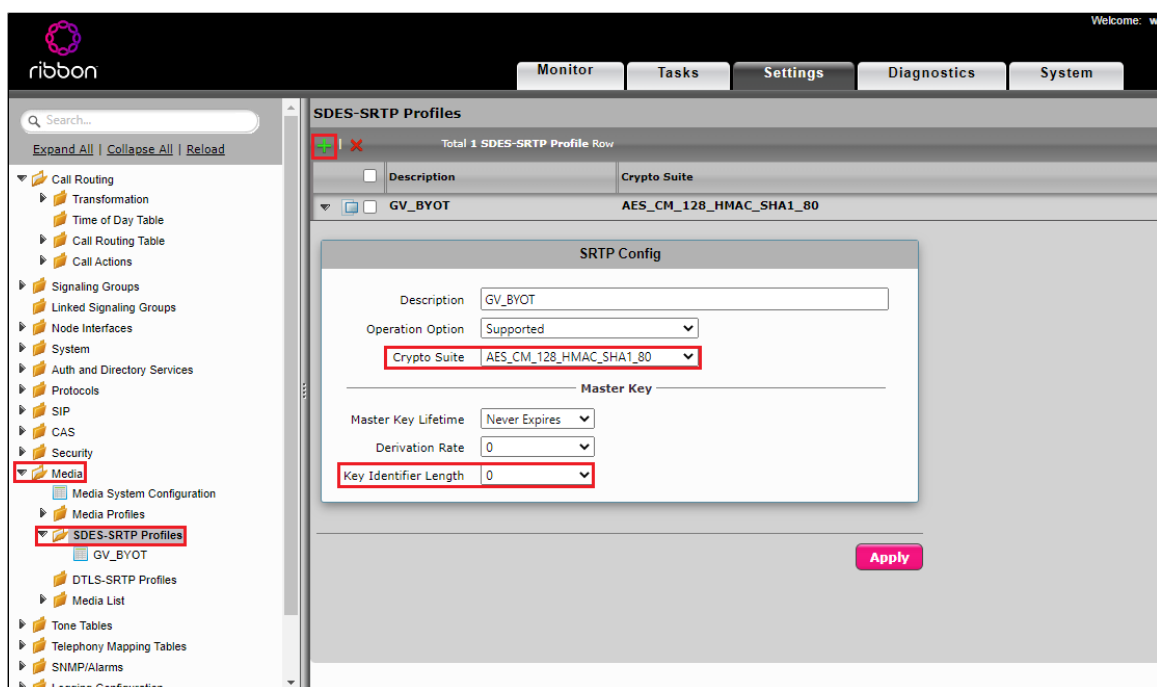 Welcome: w
ribbon
Monitor
Tasks
Settings
Diagnostics
System
Search...
Expand All | Collapse All | Reload
Call Routing
Transformation
Time of Day Table
Call Routing Table
Call Actions
Signaling Groups
Linked Signaling Groups
Node Interfaces
System
Auth and Directory Services
Protocols
SIP
CAS
Security
Media
Media System Configuration
Media Profiles
SDES-SRTP Profiles
GV_BYOT
DTLS-SRTP Profiles
Media List
Tone Tables
Telephony Mapping Tables
SNMP/Alarms
Logging Configuration
SDES-SRTP Profiles
Total 1 SDES-SRTP Profile Row
Description Crypto Suite
GV_BYOT AES_CM_128_HMAC_SHA1_80
SRTP Config
Description GV_BYOT
Operation Option Supported
Crypto Suite AES_CM_128_HMAC_SHA1_80
Master Key
Master Key Lifetime Never Expires
Derivation Rate 0
Key Identifier Length 0
Apply